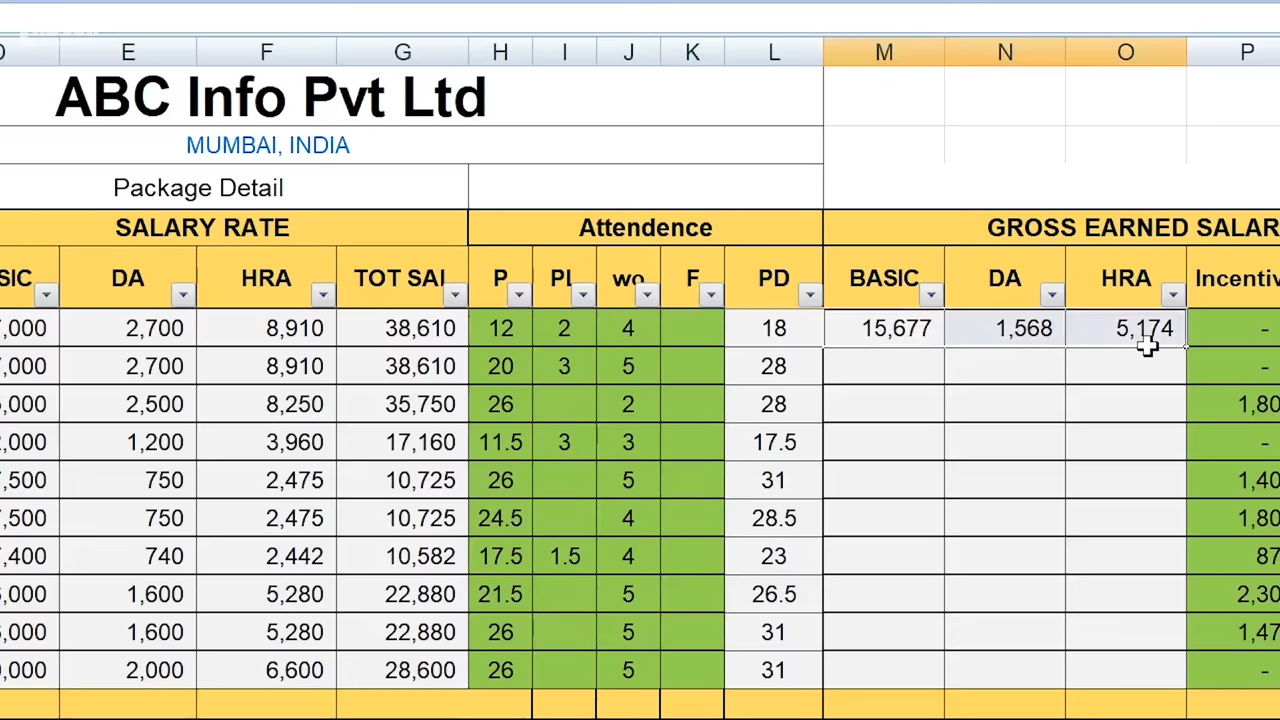 E F G H I J K L M N O P
ABC Info Pvt Ltd
MUMBAI, INDIA
Package Detail
SALARY RATE Attendence GROSS EARNED SALAR
SIC DA HRA TOT SAL P PL wo F PD BASIC DA HRA Incentiv
,000 2,700 8,910 38,610 12 2 4 18 15,677 1,568 5,174 -
,000 2,700 8,910 38,610 20 3 5 28 -
,000 2,500 8,250 35,750 26 2 28 1,80
,000 1,200 3,960 17,160 11.5 3 3 17.5 -
,500 750 2,475 10,725 26 5 31 1,40
,500 750 2,475 10,725 24.5 4 28.5 1,80
,400 740 2,442 10,582 17.5 1.5 4 23 87
,000 1,600 5,280 22,880 21.5 5 26.5 2,30
,000 1,600 5,280 22,880 26 5 31 1,47
,000 2,000 6,600 28,600 26 5 31 -